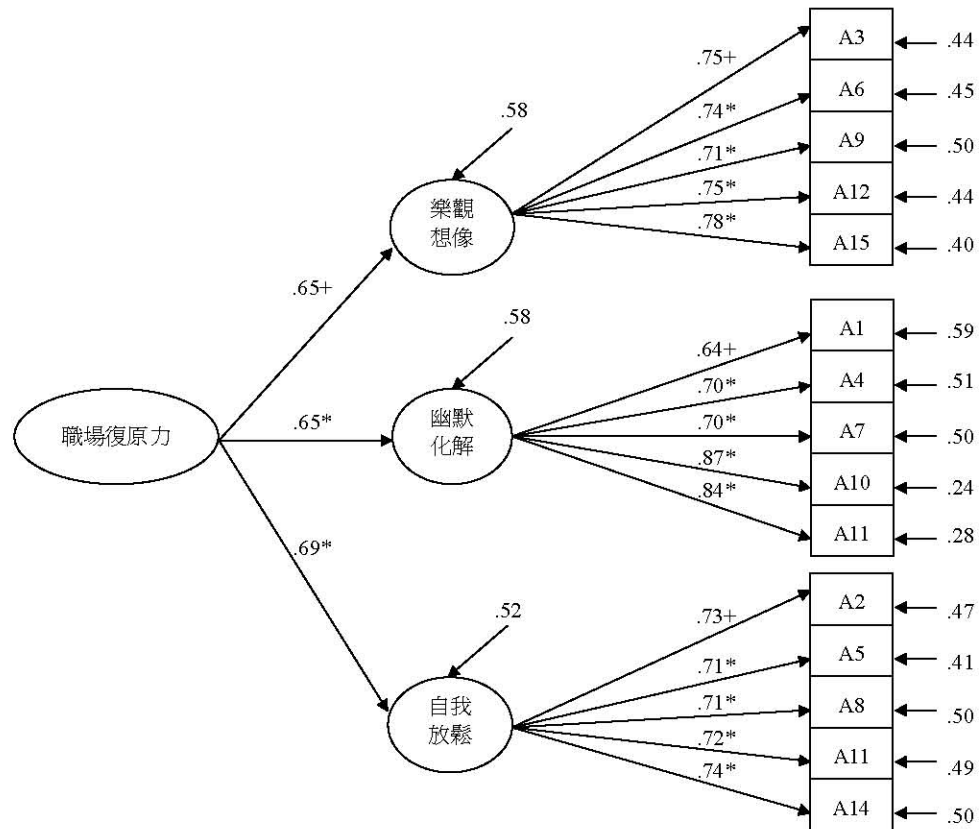 .75+
A3
.44
.74*
A6
.45
.71*
A9
.50
.75*
A12
.44
.78*
A15
.40
.58
樂觀
想像
.65+
.64+
A1
.59
.70*
A4
.51
.70*
A7
.50
.87*
A10
.24
.84*
A11
.28
.58
幽默
化解
職場復原力
.65*
.69*
.73+
A2
.47
.71*
A5
.41
.71*
A8
.50
.72*
A11
.49
.74*
A14
.50
.52
自我
放鬆